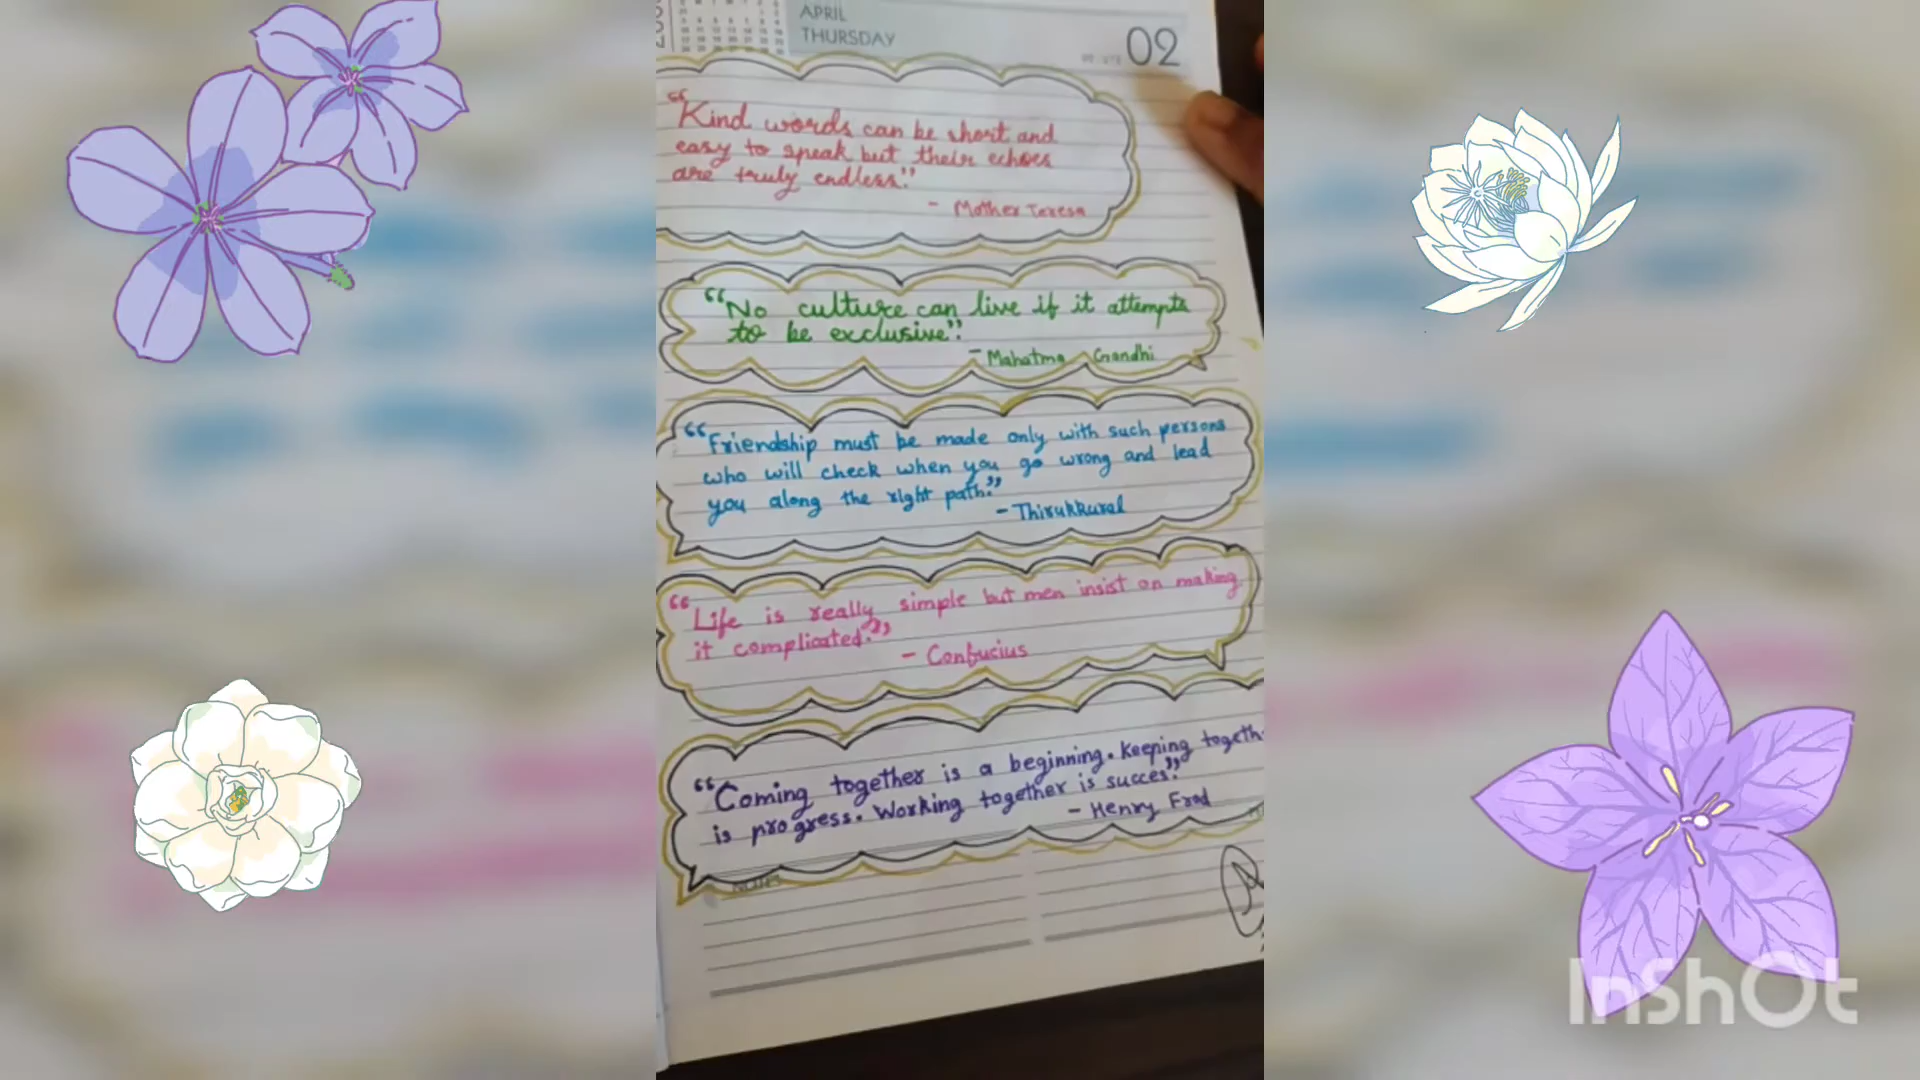 APRIL
THURSDAY
02
“Kind words can be short and
easy to speak but their echoes
are truly endless”.
- Mother Teresa
“No culture can live if it attempts
to be exclusive”.
- Mahatma Gandhi
“Friendship must be made only with such persons
who will check when you go wrong and lead
you along the right path.”
- Thirukkural
“Life is really simple but men insist on making
it complicated.”
- Confucius
“Coming together is a beginning. Keeping togeth
is progress. Working together is succes.”
- Henry Frod
InShOt